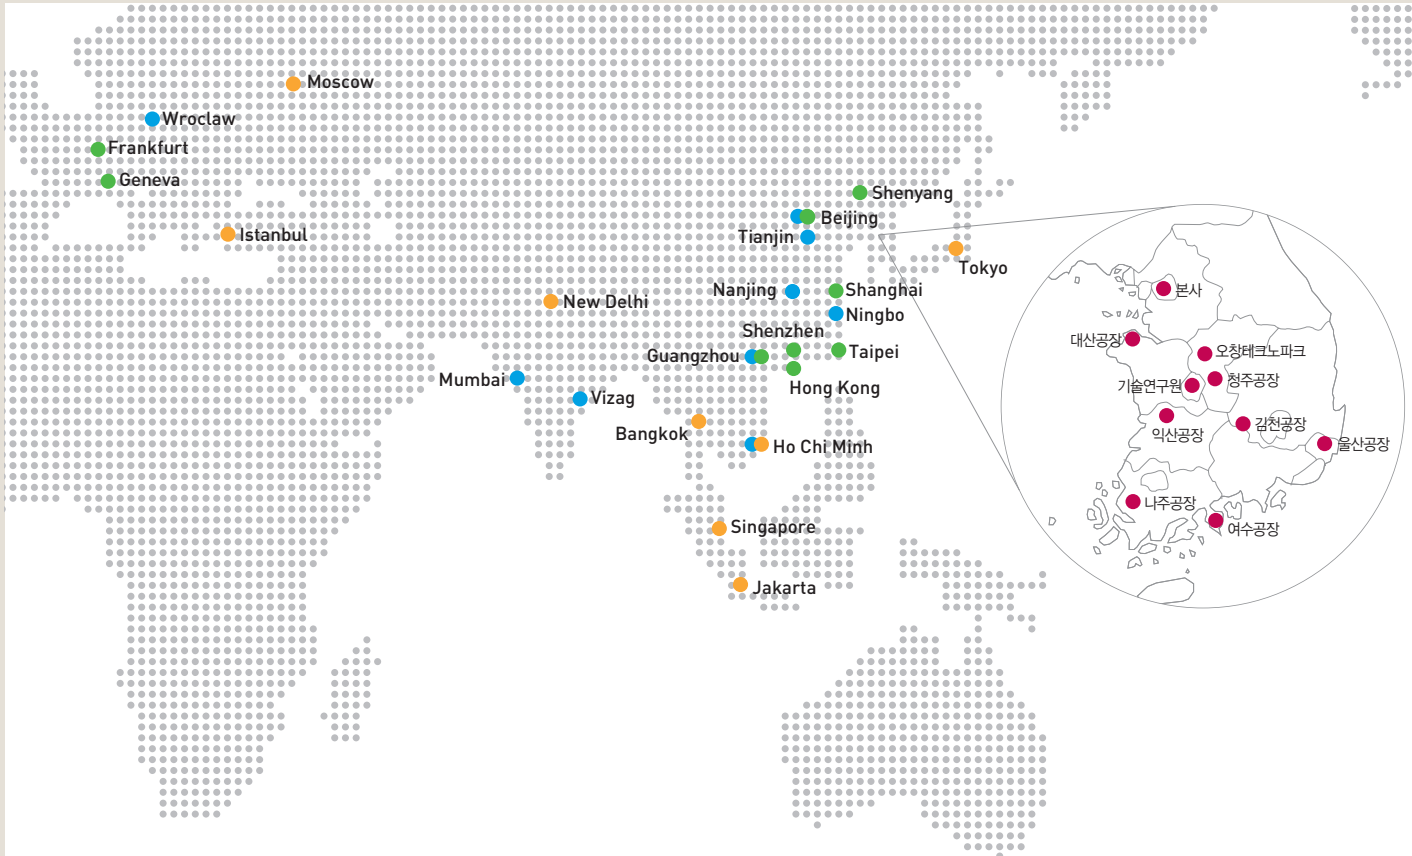 Moscow
Wroclaw
Frankfurt
Geneva
Istanbul
Shenyang
Beijing
Tianjin
Tokyo
New Delhi
Nanjing
Shanghai
Ningbo
Shenzhen
Guangzhou
Taipei
Hong Kong
Mumbai
Vizag
Bangkok
Ho Chi Minh
Singapore
Jakarta
본사
대산공장
오창테크노파크
기술연구원
청주공장
익산공장
김천공장
울산공장
나주공장
여수공장